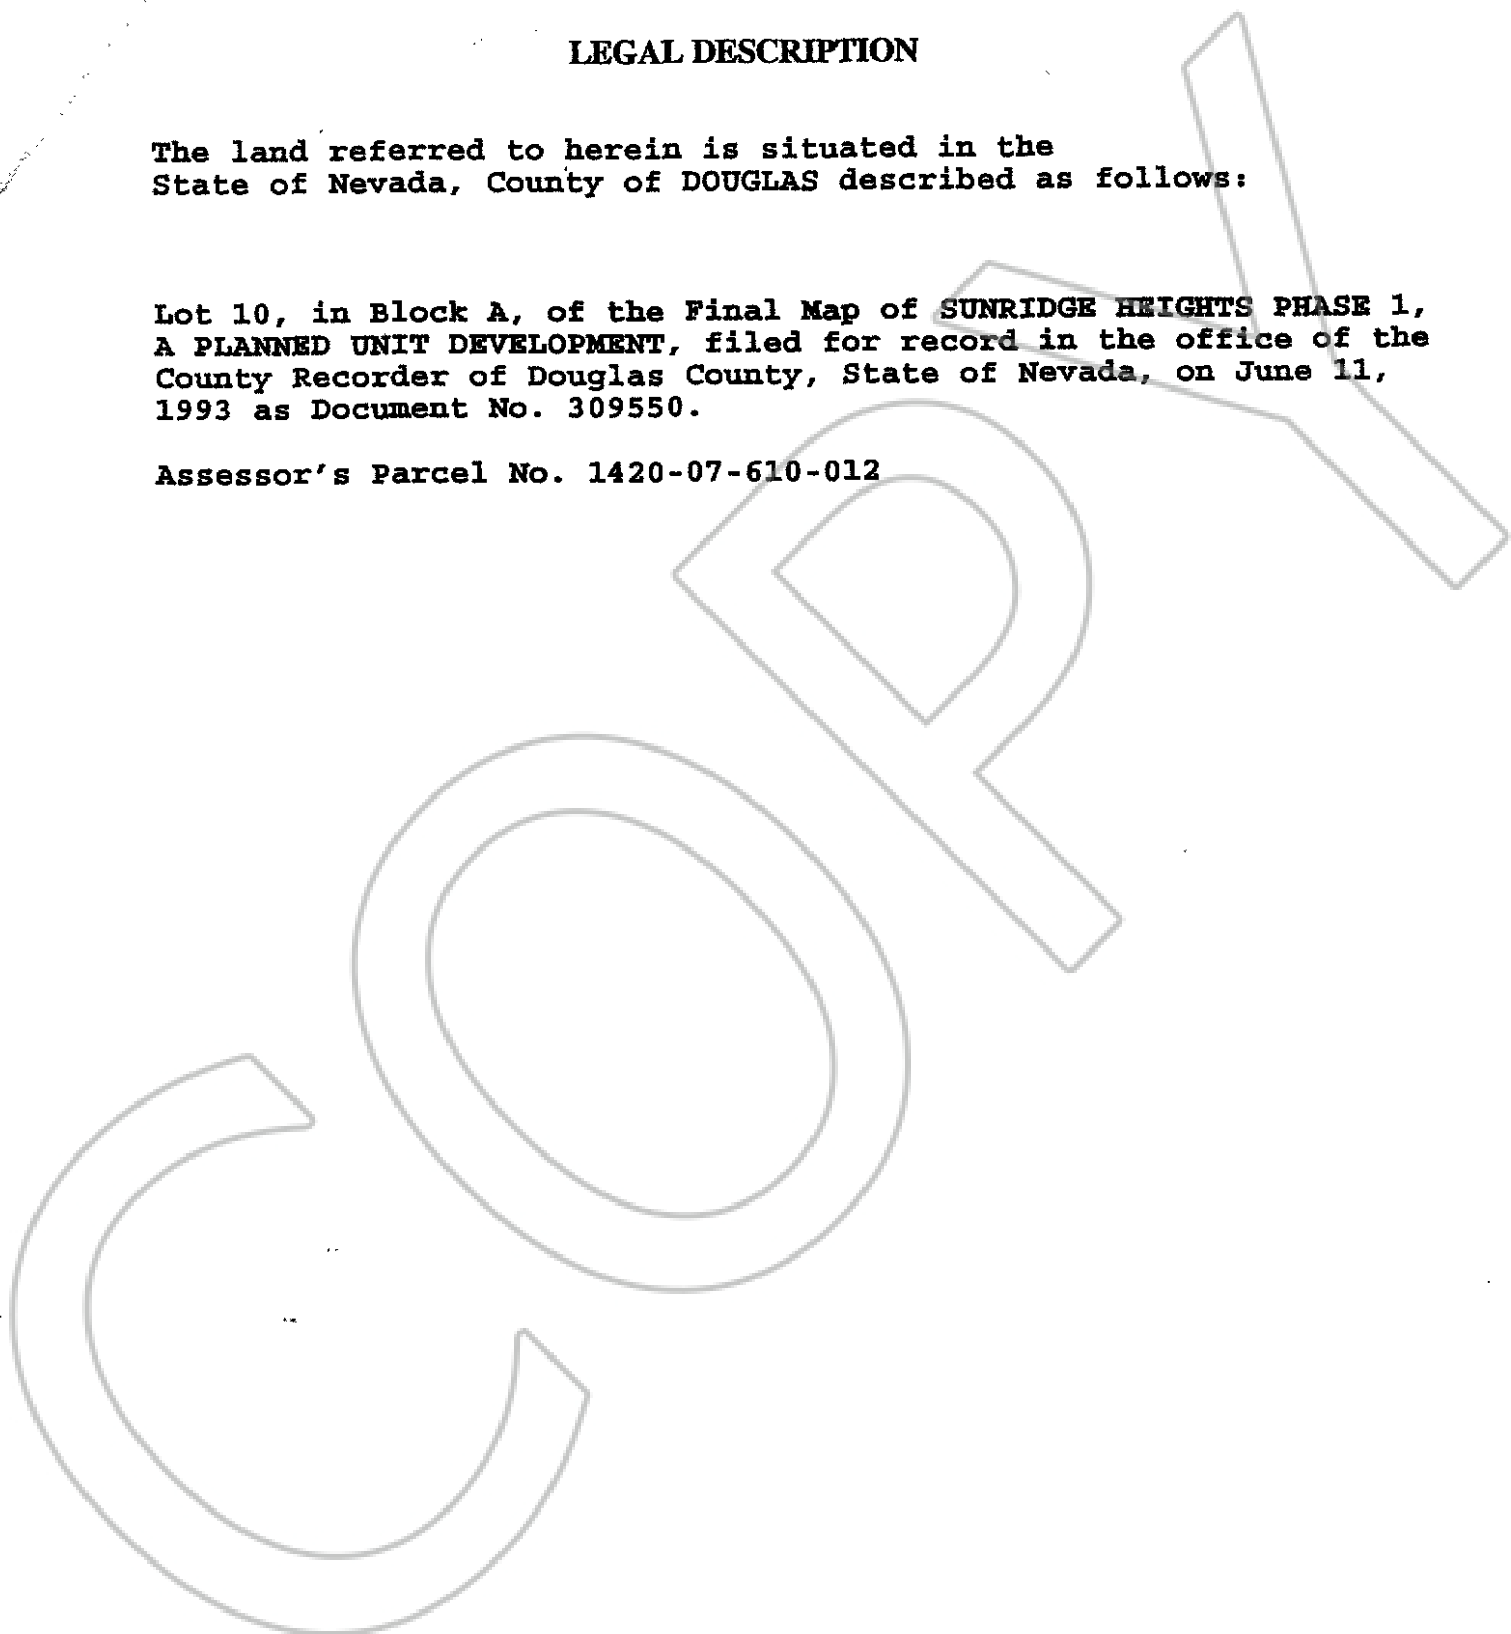 LEGAL DESCRIPTION
The land referred to herein is situated in the
State of Nevada, County of DOUGLAS described as follows:
Lot 10, in Block A, of the Final Map of SUNRIDGE HEIGHTS PHASE 1,
A PLANNED UNIT DEVELOPMENT, filed for record in the office of the
County Recorder of Douglas County, State of Nevada, on June 11,
1993 as Document No. 309550.
Assessor's Parcel No. 1420-07-610-012
COPY